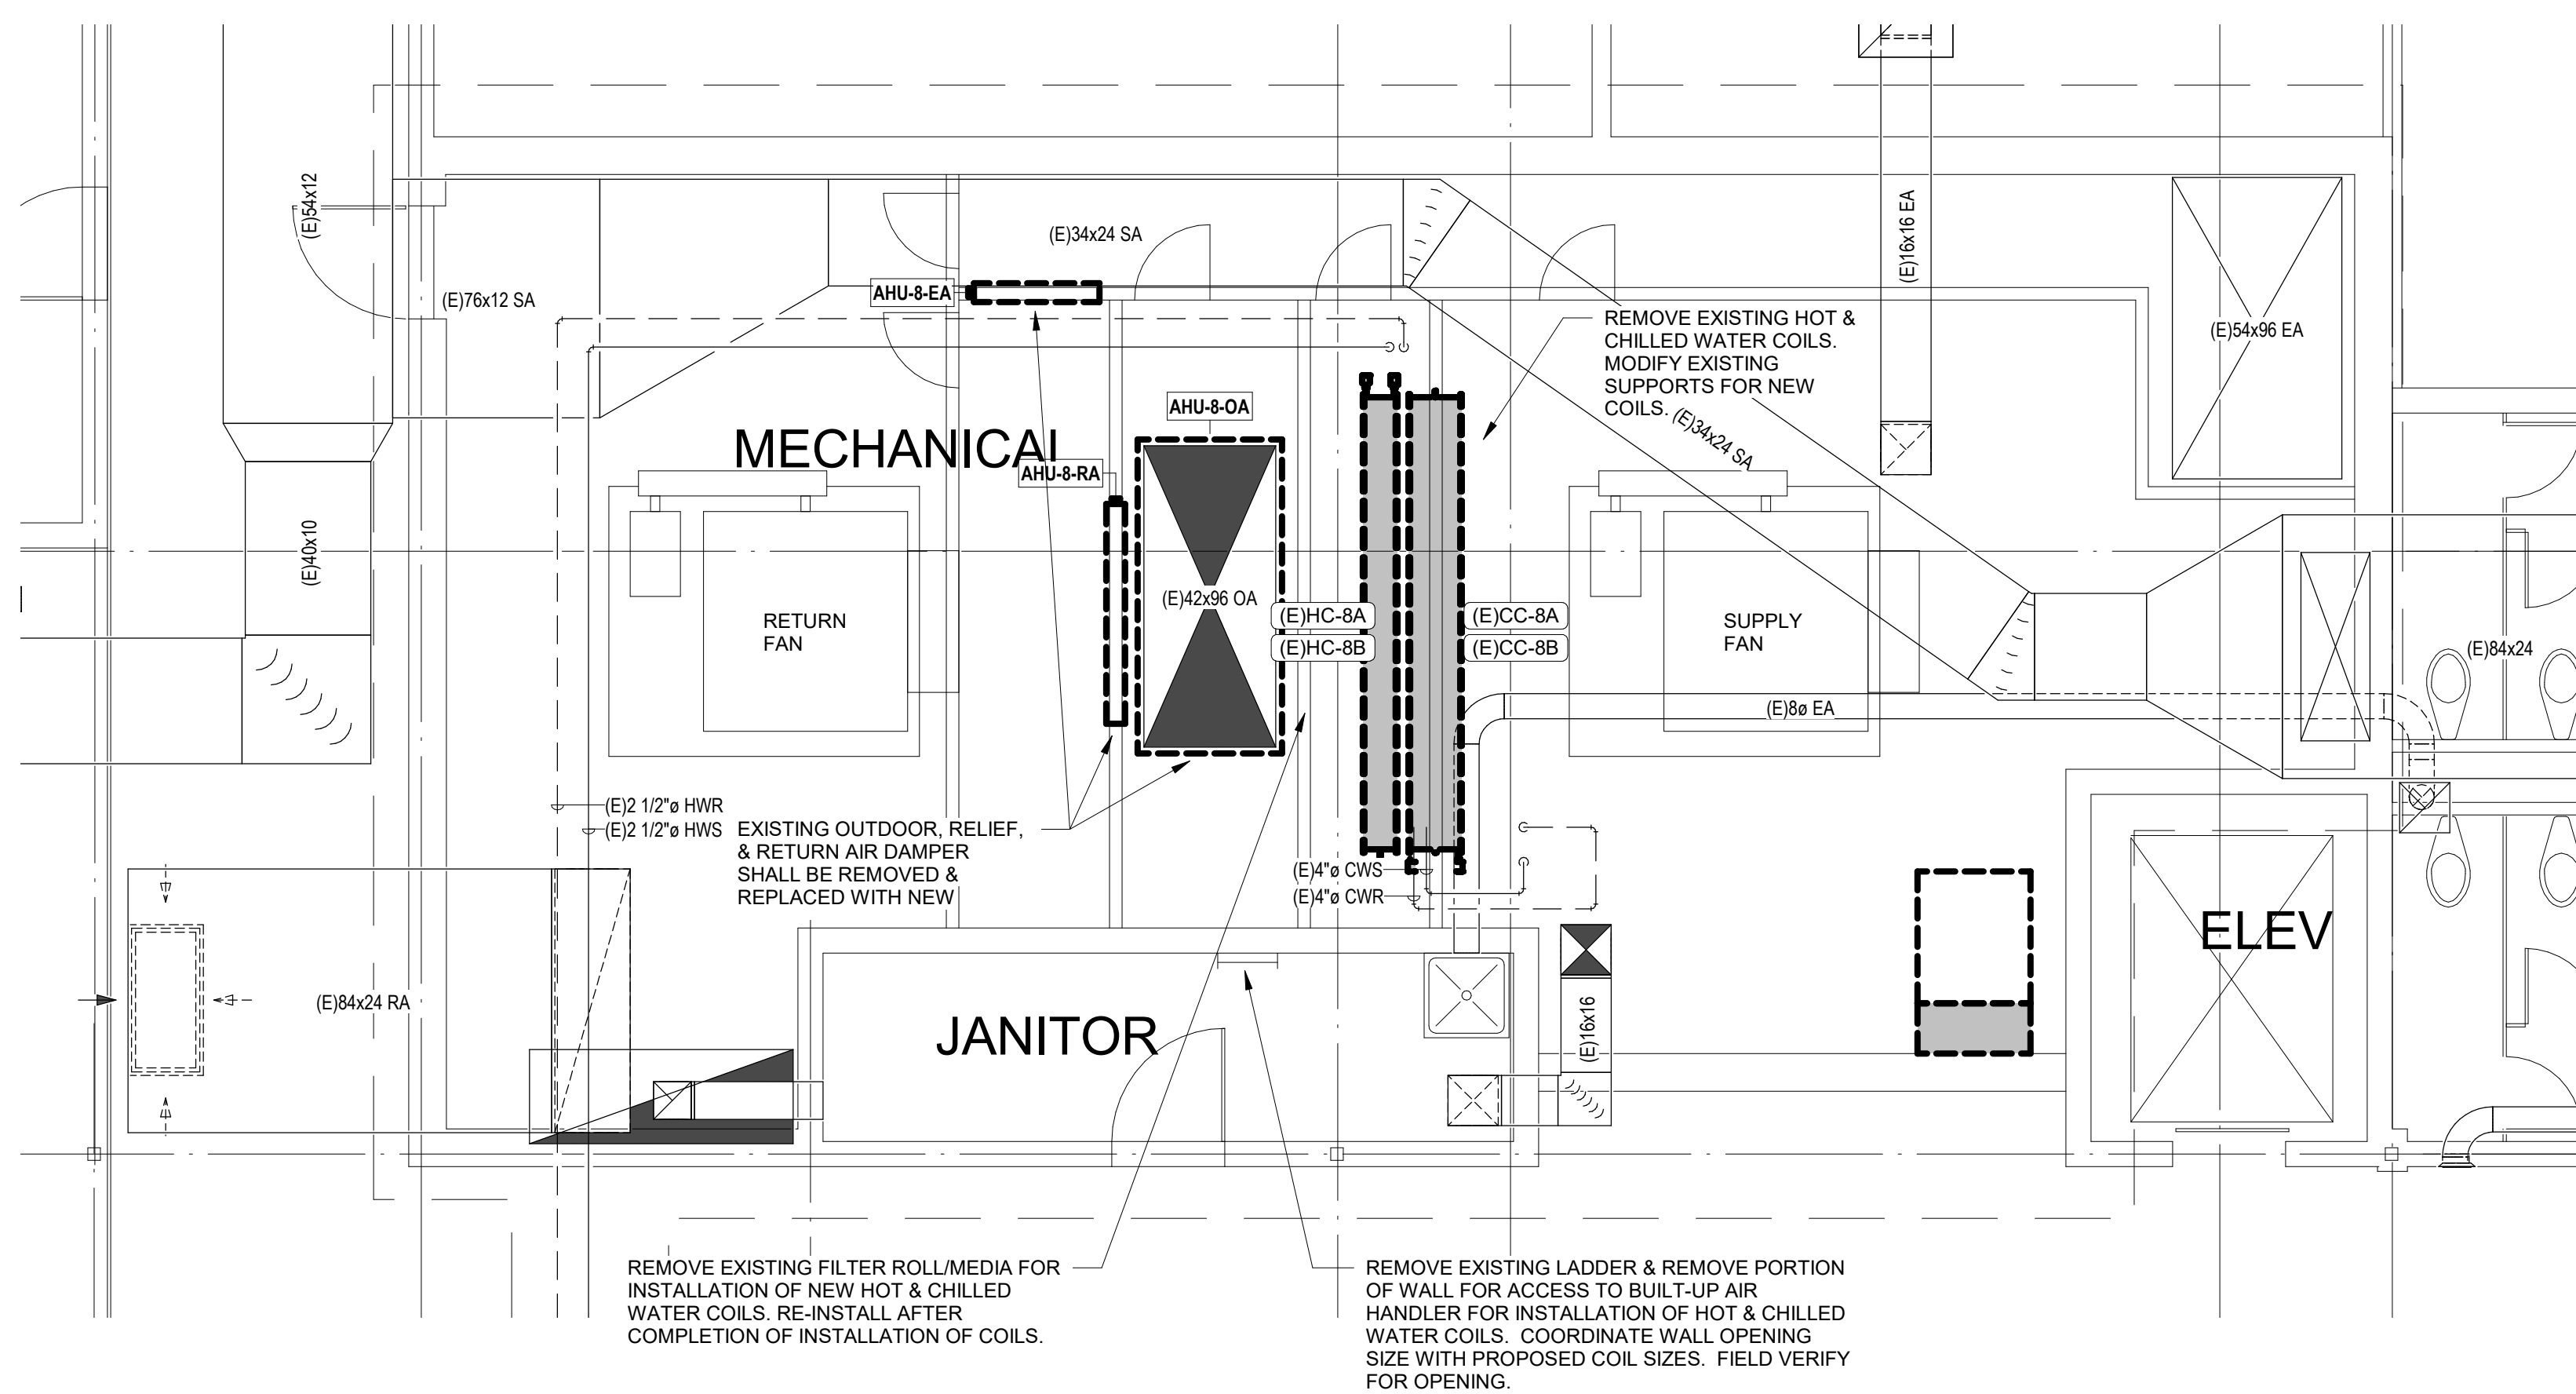 (E)54x12
(E)16x16 EA
(E)34x24 SA
AHU-8-EA
(E)76x12 SA
REMOVE EXISTING HOT &
CHILLED WATER COILS.
MODIFY EXISTING
SUPPORTS FOR NEW
COILS.
(E)54x96 EA
(E)34x24 SA
AHU-8-OA
MECHANICAL
AHU-8-RA
(E)40x10
RETURN
FAN
(E)42x96 OA
(E)HC-8A
(E)HC-8B
(E)CC-8A
(E)CC-8B
SUPPLY
FAN
(E)84x24
(E)8ø EA
(E)2 1/2"ø HWR
(E)2 1/2"ø HWS
EXISTING OUTDOOR, RELIEF,
& RETURN AIR DAMPER
SHALL BE REMOVED &
REPLACED WITH NEW
(E)4"ø CWS
(E)4"ø CWR
ELEV
(E)84x24 RA
JANITOR
(E)16x16
REMOVE EXISTING FILTER ROLL/MEDIA FOR
INSTALLATION OF NEW HOT & CHILLED
WATER COILS. RE-INSTALL AFTER
COMPLETION OF INSTALLATION OF COILS.
REMOVE EXISTING LADDER & REMOVE PORTION
OF WALL FOR ACCESS TO BUILT-UP AIR
HANDLER FOR INSTALLATION OF HOT & CHILLED
WATER COILS. COORDINATE WALL OPENING
SIZE WITH PROPOSED COIL SIZES. FIELD VERIFY
FOR OPENING.